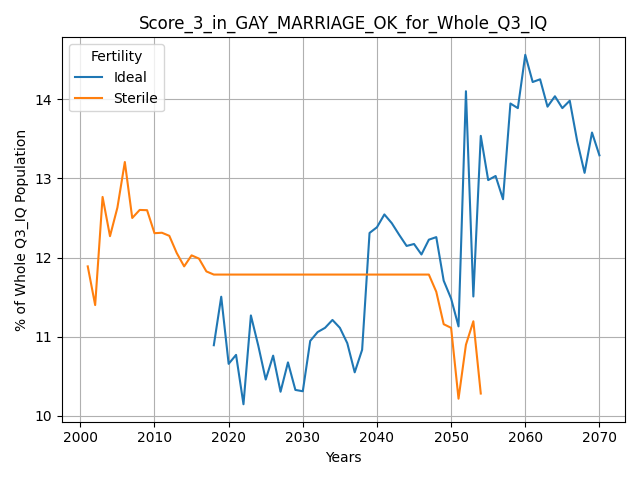 Score_3_in_GAY_MARRIAGE_OK_for_Whole_Q3_IQ
Fertility
Ideal
Sterile
% of Whole Q3_IQ Population
14
13
12
11
10
2000 2010 2020 2030 2040 2050 2060 2070
Years